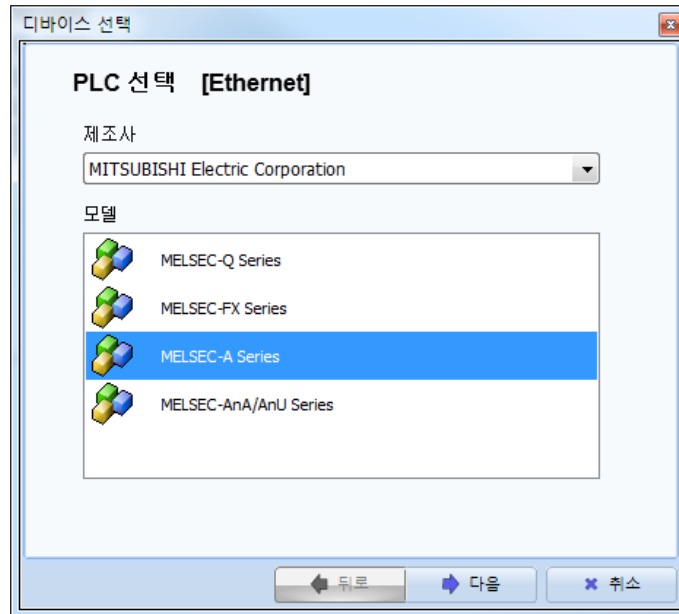 디바이스 선택
PLC 선택 [Ethernet]
제조사
MITSUBISHI Electric Corporation
모델
MELSEC-Q Series
MELSEC-FX Series
MELSEC-A Series
MELSEC-AnA/AnU Series
뒤로 다음 취소